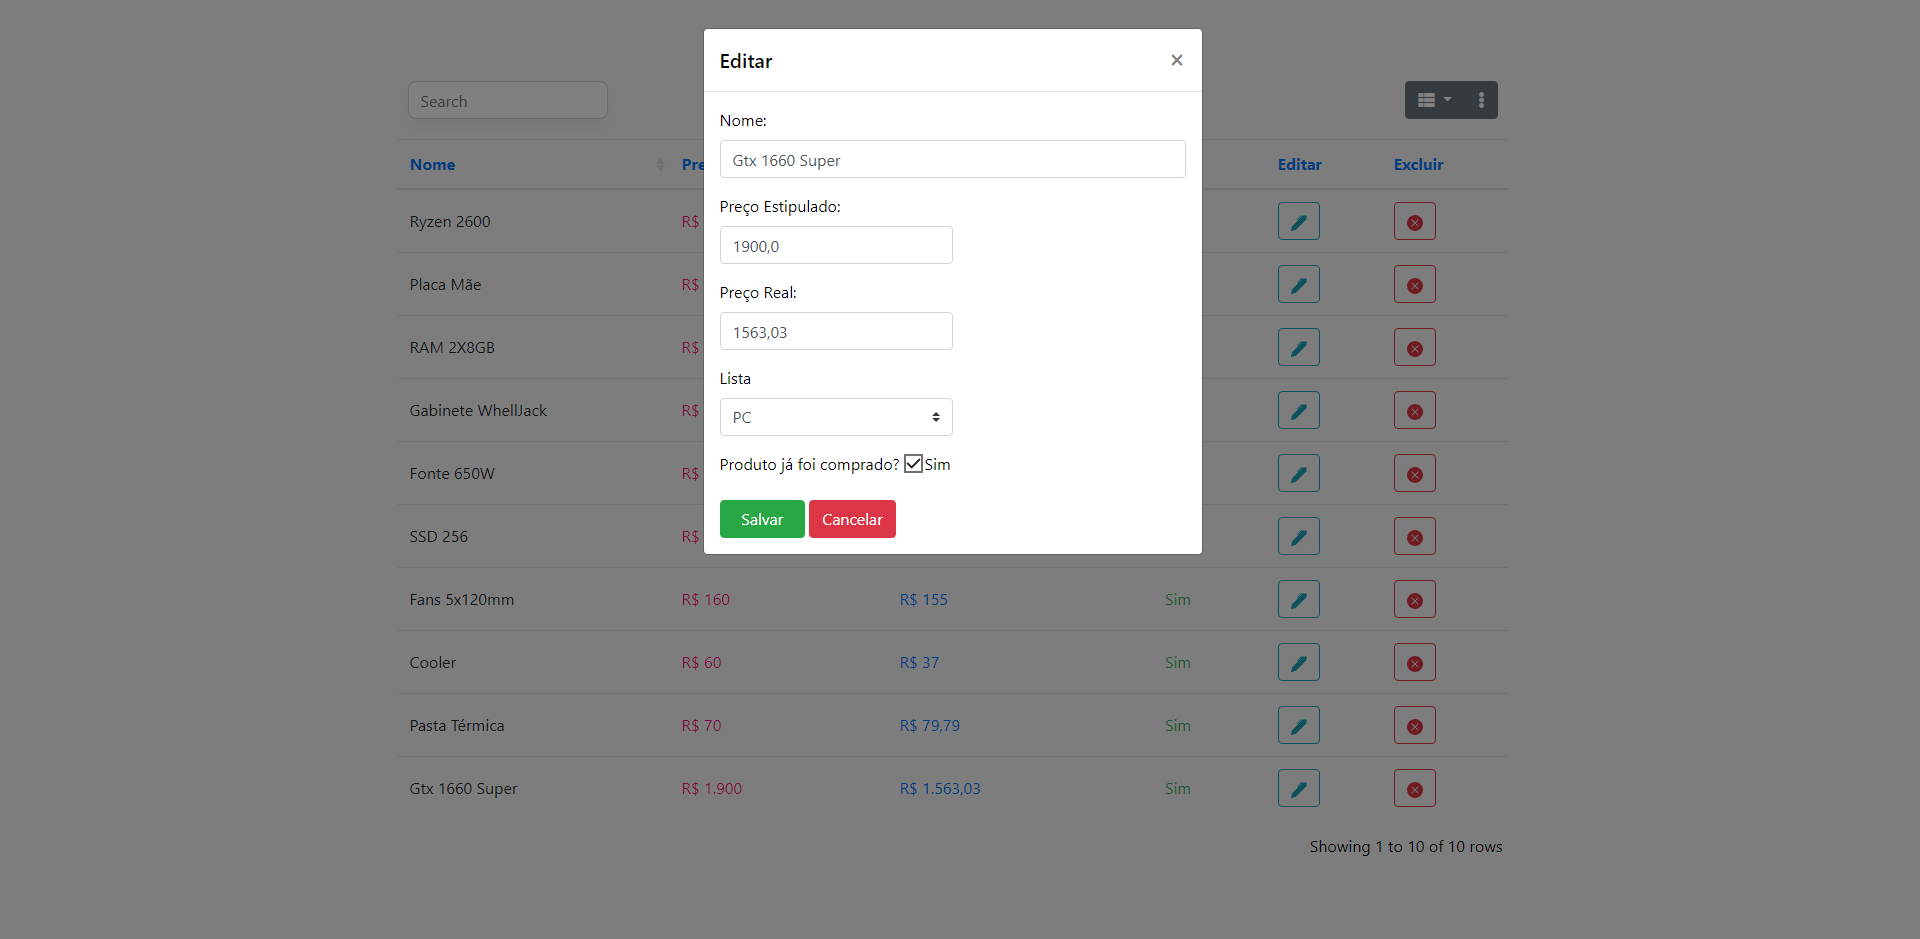 Editar ×
Nome:
Gtx 1660 Super
Preço Estipulado:
1900,0
Preço Real:
1563,03
Lista
PC
Produto já foi comprado? Sim
Salvar Cancelar
Search
Nome Pre Editar Excluir
Ryzen 2600 R$
Placa Mãe R$
RAM 2X8GB R$
Gabinete WhellJack R$
Fonte 650W R$
SSD 256 R$
Fans 5x120mm R$ 160 R$ 155 Sim
Cooler R$ 60 R$ 37 Sim
Pasta Térmica R$ 70 R$ 79,79 Sim
Gtx 1660 Super R$ 1.900 R$ 1.563,03 Sim
Showing 1 to 10 of 10 rows